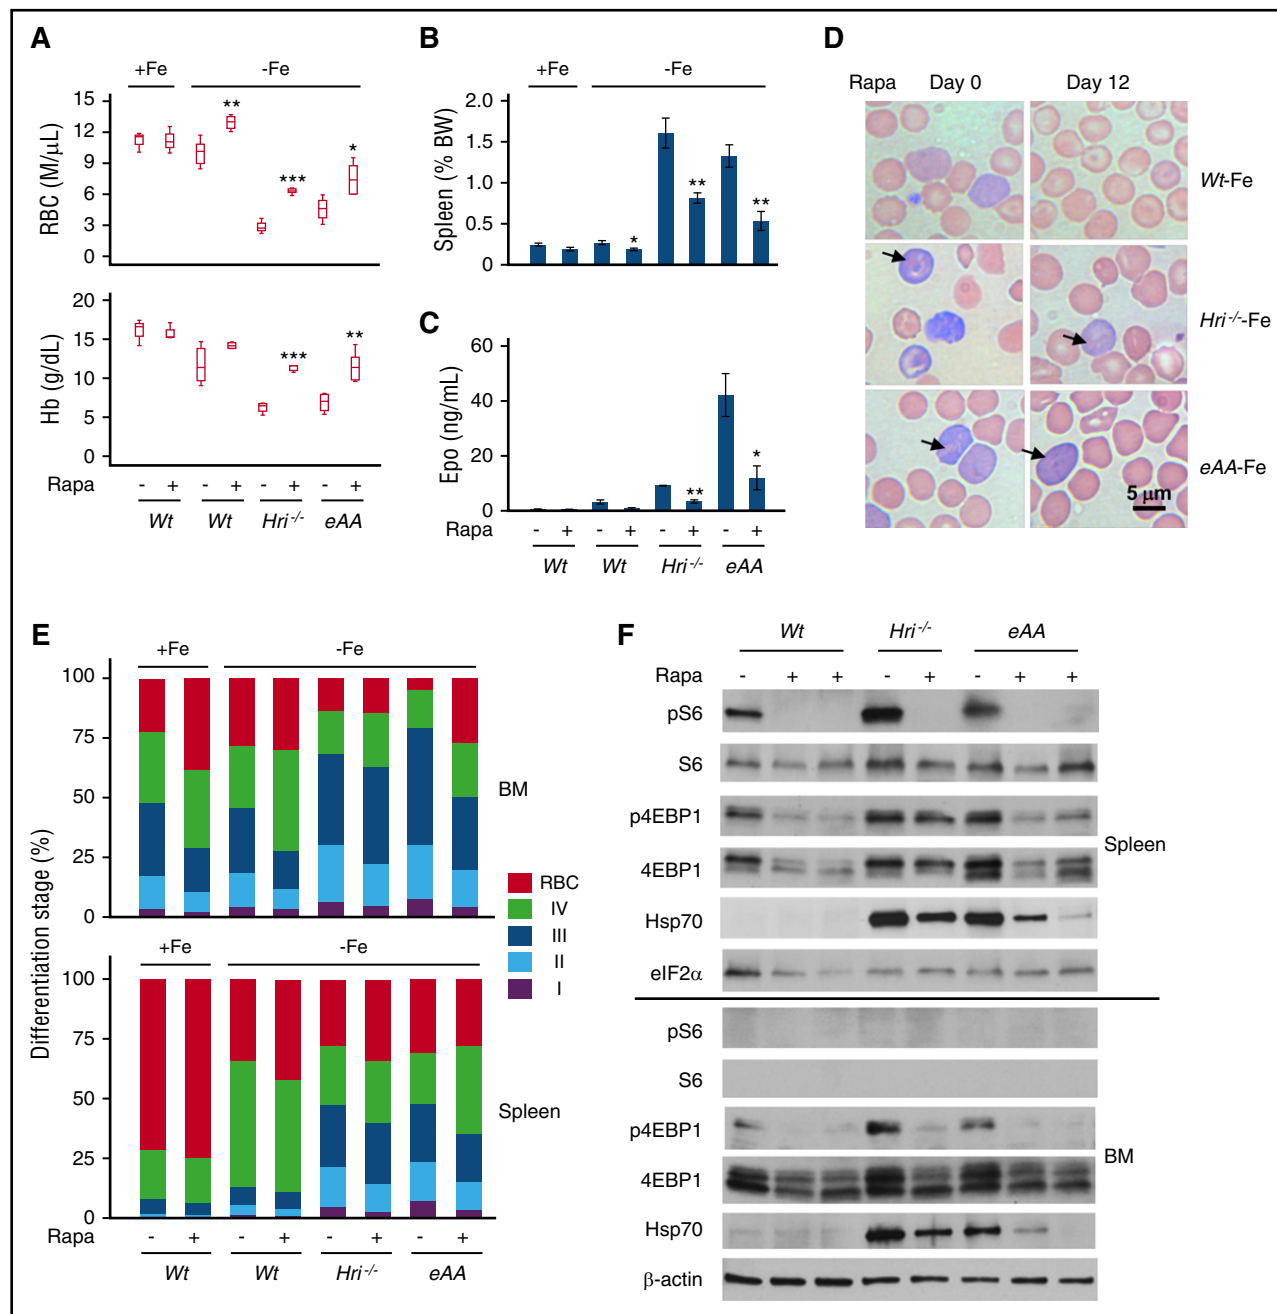 A
+Fe -Fe
RBC (M/μL)
15
12
9
6
3
0
** *** *
Hb (g/dL)
20
15
10
5
0
*** **
Rapa - + - + - + - +
Wt Wt Hri-/- eAA
B
+Fe -Fe
Spleen (% BW)
2.0
1.5
1.0
0.5
0
* ** **
C
Epo (ng/mL)
60
40
20
0
** *
Rapa - + - + - + - +
Wt Wt Hri-/- eAA
D
Rapa Day 0 Day 12
Wt-Fe
Hri-/--Fe
eAA-Fe
5 μm
E
Differentiation stage (%)
+Fe -Fe
100
75
50
25
0
BM
RBC
IV
III
II
I
+Fe -Fe
100
75
50
25
0
Spleen
Rapa - + - + - + - +
Wt Wt Hri-/- eAA
F
Wt Hri-/- eAA
Rapa - + + - + - + +
pS6
S6
p4EBP1
4EBP1
Hsp70
eIF2α
Spleen
pS6
S6
p4EBP1
4EBP1
Hsp70
β-actin
BM